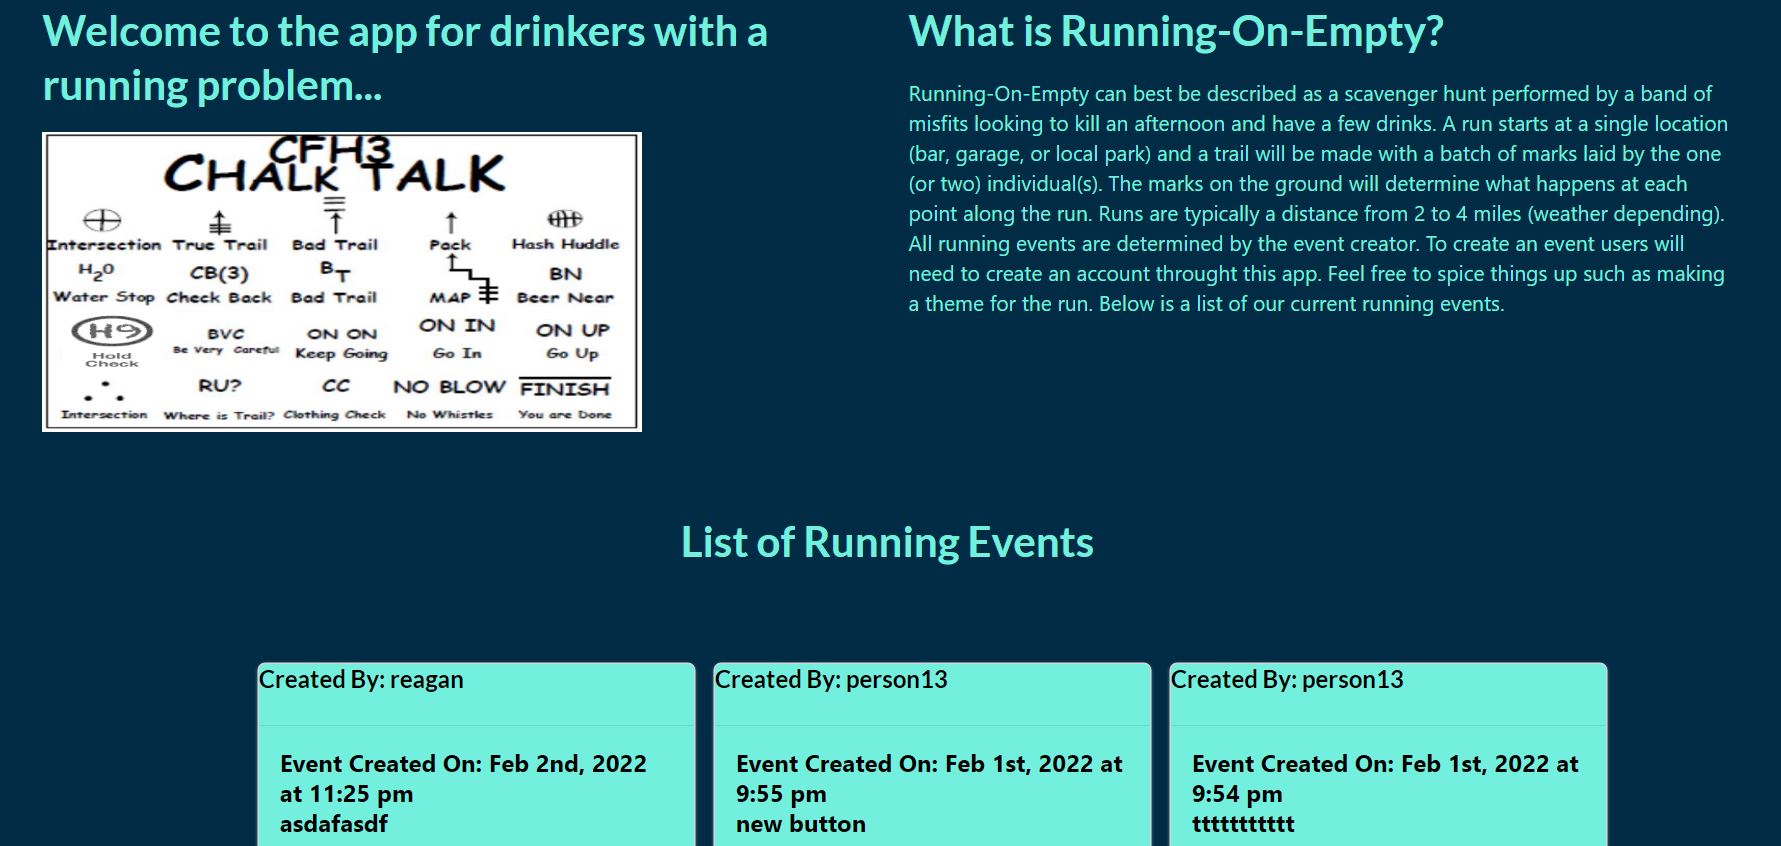 Welcome to the app for drinkers with a
running problem...
CFH3
CHALK TALK
Intersection True Trail Bad Trail Pack Hash Huddle
H2O CB(3) BT BN
Water Stop Check Back Bad Trail MAP Beer Near
H9 BVC ON ON ON IN ON UP
Hold Check Be Very Careful Keep Going Go In Go Up
RU? CC NO BLOW FINISH
Intersection Where is Trail? Clothing Check No Whistles You are Done
What is Running-On-Empty?
Running-On-Empty can best be described as a scavenger hunt performed by a band of
misfits looking to kill an afternoon and have a few drinks. A run starts at a single location
(bar, garage, or local park) and a trail will be made with a batch of marks laid by the one
(or two) individual(s). The marks on the ground will determine what happens at each
point along the run. Runs are typically a distance from 2 to 4 miles (weather depending).
All running events are determined by the event creator. To create an event users will
need to create an account throught this app. Feel free to spice things up such as making
a theme for the run. Below is a list of our current running events.
List of Running Events
Created By: reagan
Event Created On: Feb 2nd, 2022
at 11:25 pm
asdafasdf
Created By: person13
Event Created On: Feb 1st, 2022 at
9:55 pm
new button
Created By: person13
Event Created On: Feb 1st, 2022 at
9:54 pm
ttttttttttt